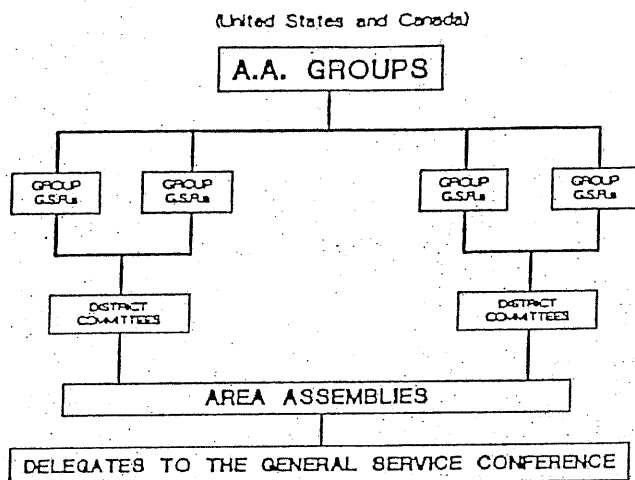 (United States and Canada)
A.A. GROUPS
GROUP
G.S.R.s
GROUP
G.S.R.s
GROUP
G.S.R.s
GROUP
G.S.R.s
DISTRICT
COMMITTEES
DISTRICT
COMMITTEES
AREA ASSEMBLIES
DELEGATES TO THE GENERAL SERVICE CONFERENCE